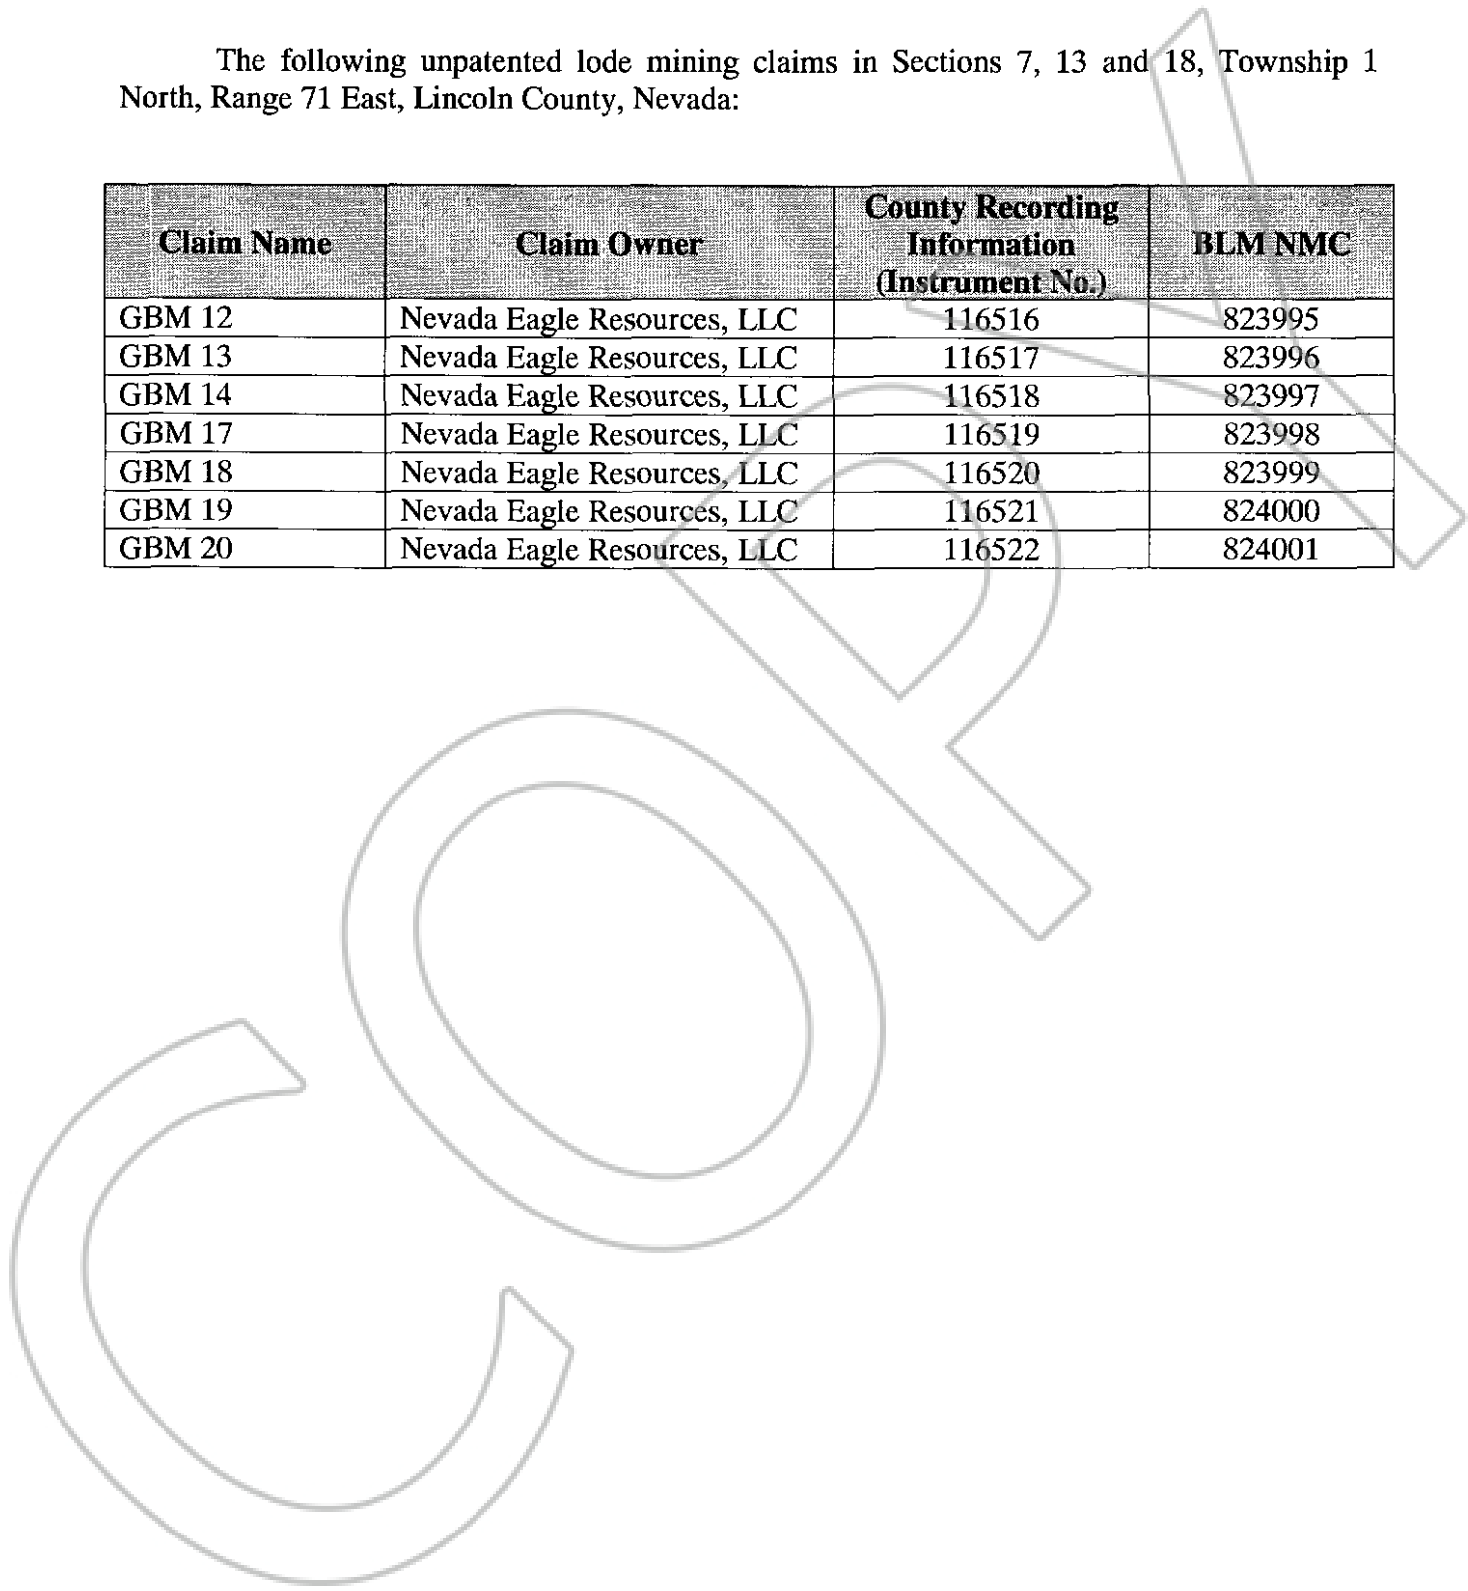 The following unpatented lode mining claims in Sections 7, 13 and 18, Township 1
North, Range 71 East, Lincoln County, Nevada:
Claim Name Claim Owner County Recording Information (Instrument No.) BLM NMC
GBM 12 Nevada Eagle Resources, LLC 116516 823995
GBM 13 Nevada Eagle Resources, LLC 116517 823996
GBM 14 Nevada Eagle Resources, LLC 116518 823997
GBM 17 Nevada Eagle Resources, LLC 116519 823998
GBM 18 Nevada Eagle Resources, LLC 116520 823999
GBM 19 Nevada Eagle Resources, LLC 116521 824000
GBM 20 Nevada Eagle Resources, LLC 116522 824001
COPY